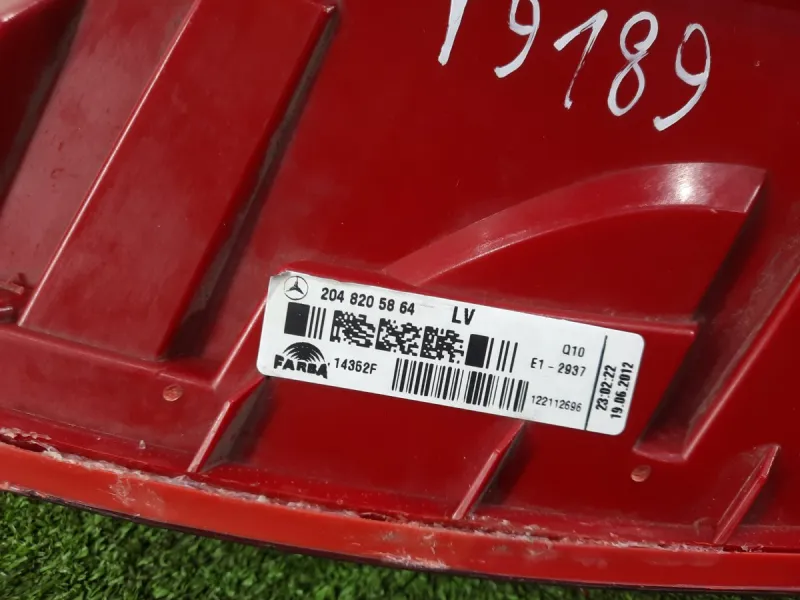 19189
204 820 58 64 LV
Q10
E1 - 2937
FARBA 14362F
122112696
23:02:22
19.06.2012